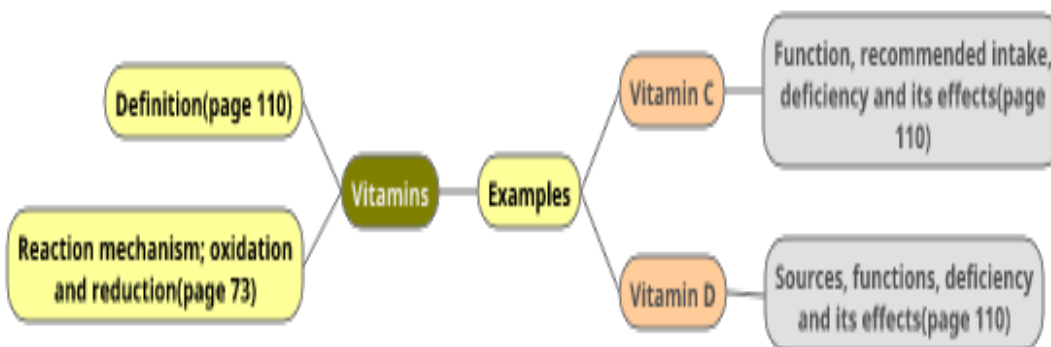 Definition(page 110)
Reaction mechanism; oxidation
and reduction(page 73)
Vitamins
Examples
Vitamin C
Function, recommended intake,
deficiency and its effects(page
110)
Vitamin D
Sources, functions, deficiency
and its effects(page 110)